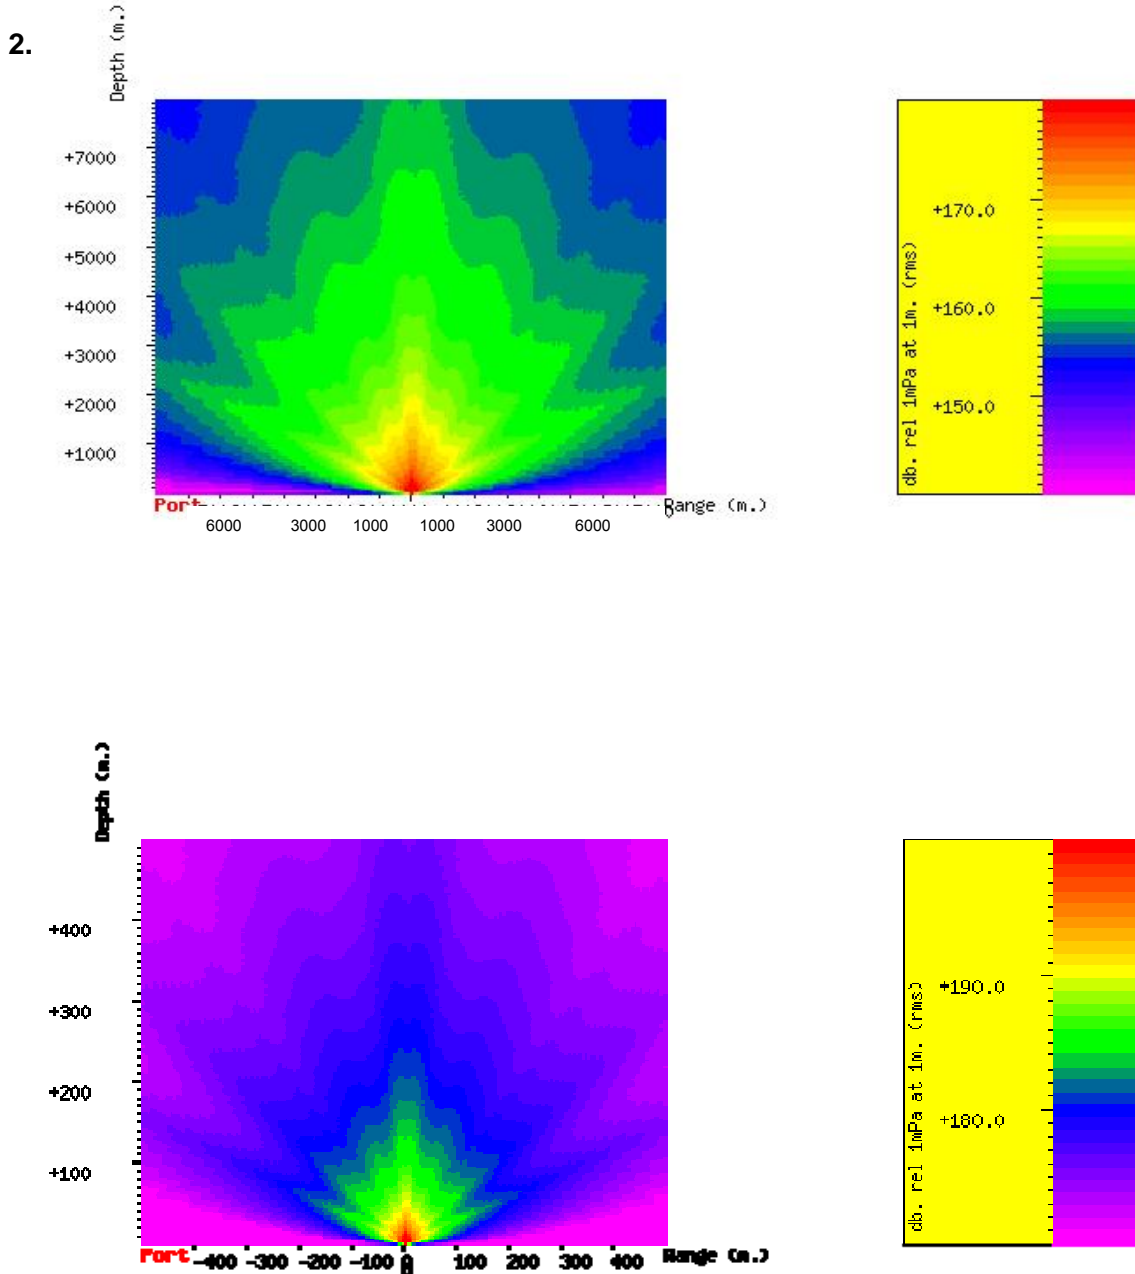 2.
Depth (m.)
+7000
+6000
+5000
+4000
+3000
+2000
+1000
Port
Range (m.)
6000 3000 1000 1000 3000 6000
db. rel 1mPa at 1m. (rms)
+170.0
+160.0
+150.0
Depth (m.)
+400
+300
+200
+100
Port -400 -300 -200 -100 0 100 200 300 400 Range (m.)
db. rel 1mPa at 1m. (rms)
+190.0
+180.0